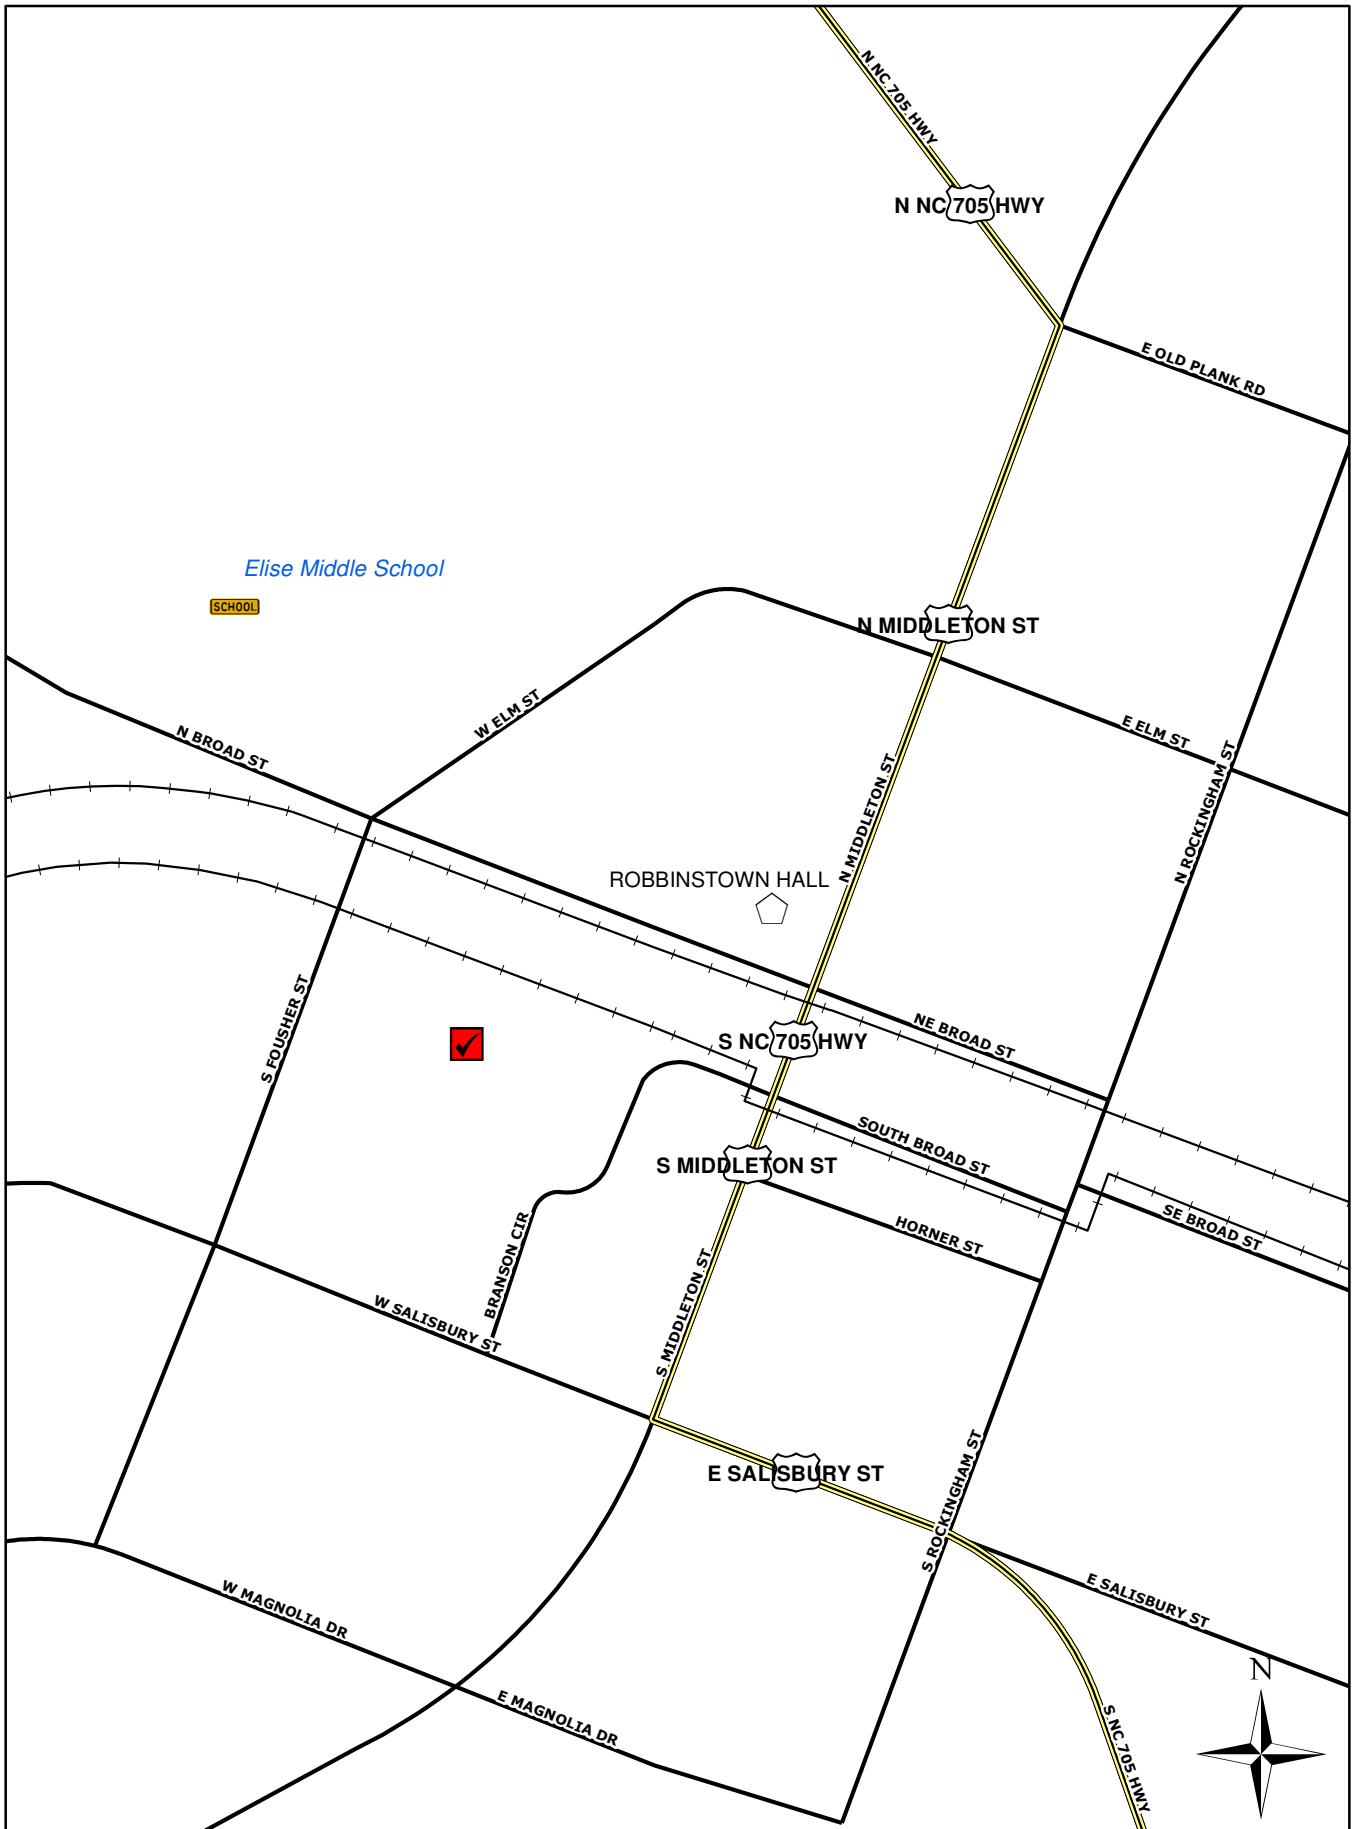 N NC 705 HWY
N NC 705 HWY
E OLD PLANK RD
Elise Middle School
SCHOOL
N MIDDLETON ST
W ELM ST
E ELM ST
N BROAD ST
N MIDDLETON ST
N ROCKINGHAM ST
ROBBINSTOWN HALL
S FOUSHER ST
NE BROAD ST
S NC 705 HWY
SOUTH BROAD ST
S MIDDLETON ST
SE BROAD ST
HORNER ST
BRANSON CIR
S MIDDLETON ST
W SALISBURY ST
E SALISBURY ST
S ROCKINGHAM ST
E SALISBURY ST
W MAGNOLIA DR
N
E MAGNOLIA DR
S NC 705 HWY